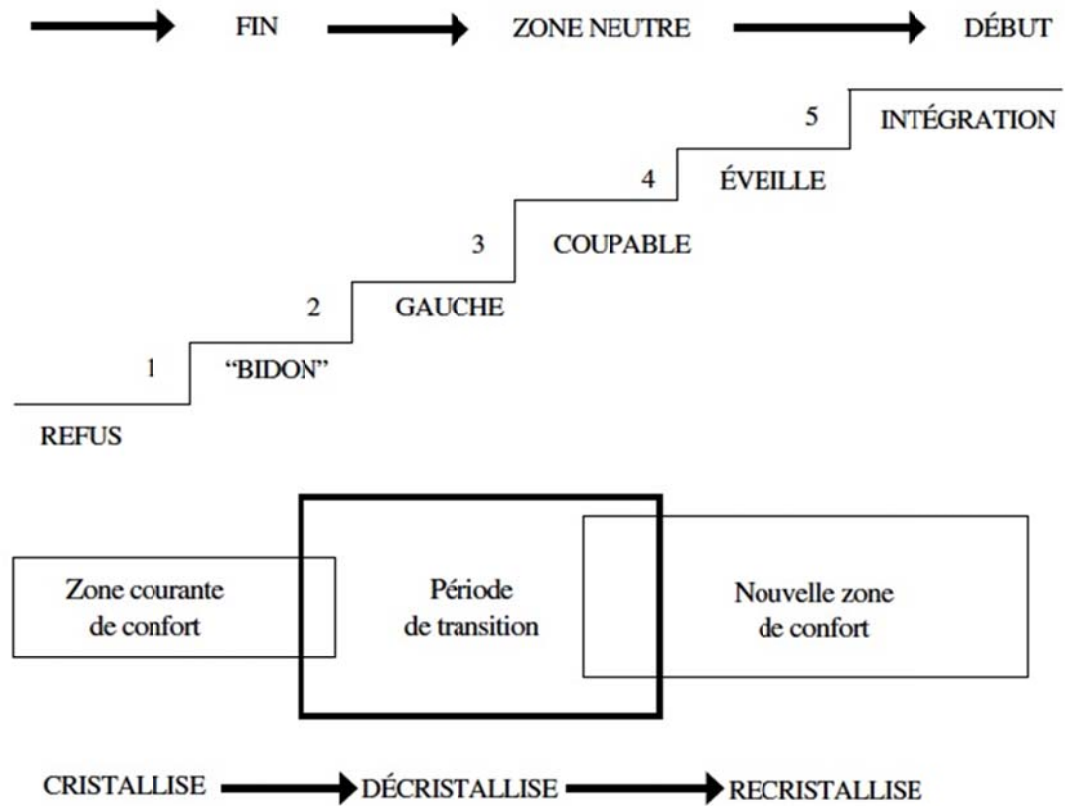 FIN ZONE NEUTRE DÉBUT
5 INTÉGRATION
4 ÉVEILLE
3 COUPABLE
2 GAUCHE
1 “BIDON”
REFUS
Zone courante
de confort
Période
de transition
Nouvelle zone
de confort
CRISTALLISE DÉCRISTALLISE RECRISTALLISE